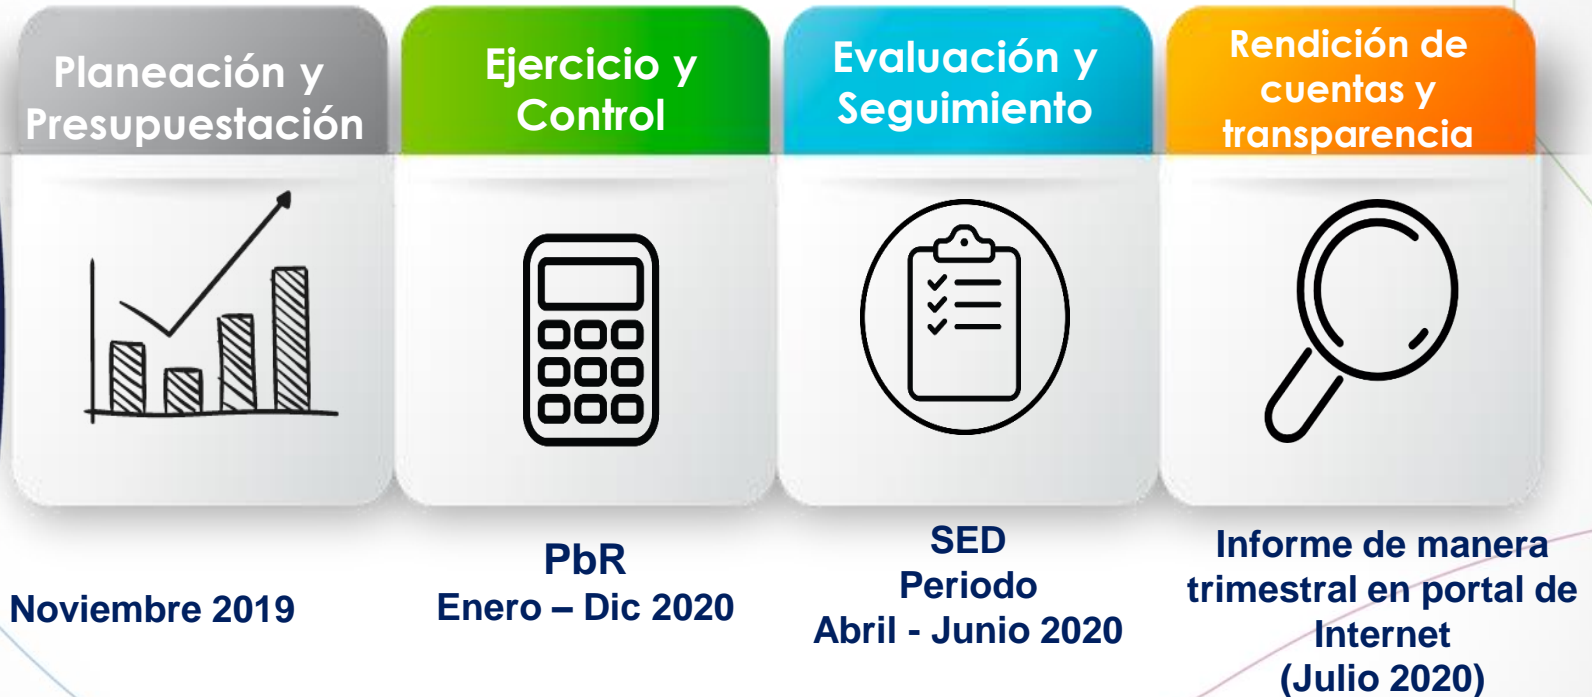 Planeación y
Presupuestación
Ejercicio y
Control
Evaluación y
Seguimiento
Rendición de
cuentas y
transparencia
Noviembre 2019
PbR
Enero – Dic 2020
SED
Periodo
Abril - Junio 2020
Informe de manera
trimestral en portal de
Internet
(Julio 2020)